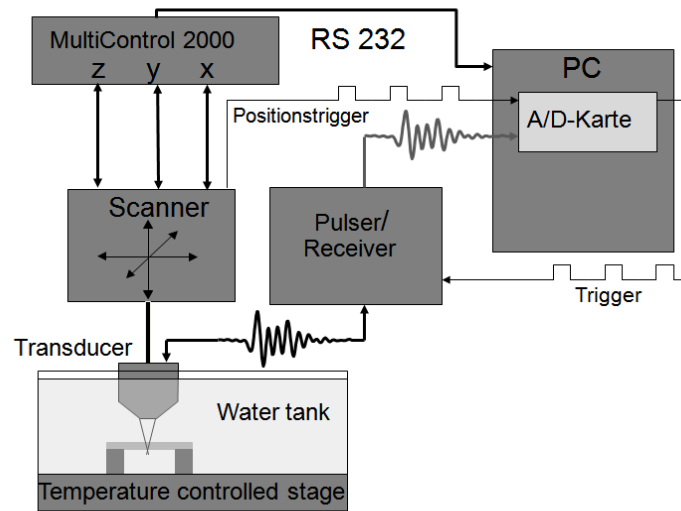 MultiControl 2000
z y x
RS 232
PC
Positionstrigger
A/D-Karte
Scanner
Pulser/
Receiver
Trigger
Transducer
Water tank
Temperature controlled stage